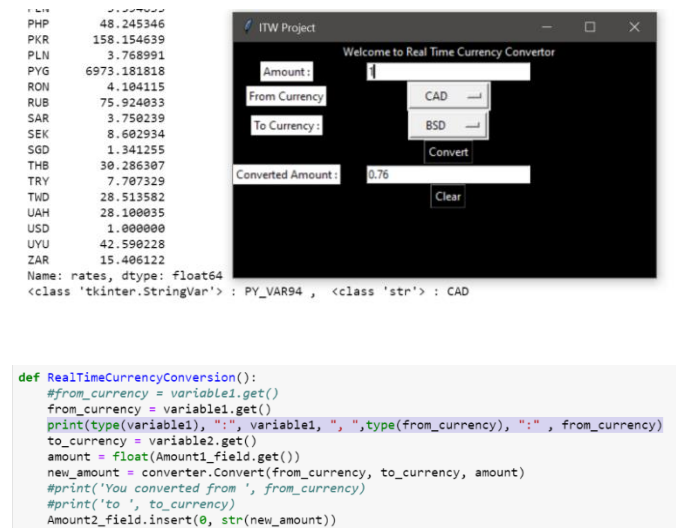 PHP 48.245346
PKR 158.154639
PLN 3.768991
PYG 6973.181818
RON 4.104115
RUB 75.924033
SAR 3.750239
SEK 8.602934
SGD 1.341255
THB 30.286307
TRY 7.707329
TWD 28.513582
UAH 28.100035
USD 1.000000
UYU 42.590228
ZAR 15.406122
Name: rates, dtype: float64
<class 'tkinter.StringVar'> : PY_VAR94 ,  <class 'str'> : CAD
ITW Project
Welcome to Real Time Currency Convertor
Amount : 1
From Currency CAD
To Currency : BSD
Convert
Converted Amount : 0.76
Clear
def RealTimeCurrencyConversion():
    #from_currency = variable1.get()
    from_currency = variable1.get()
    print(type(variable1), ":", variable1, ", ",type(from_currency), ":" , from_currency)
    to_currency = variable2.get()
    amount = float(Amount1_field.get())
    new_amount = converter.Convert(from_currency, to_currency, amount)
    #print('You converted from ', from_currency)
    #print('to ', to_currency)
    Amount2_field.insert(0, str(new_amount))